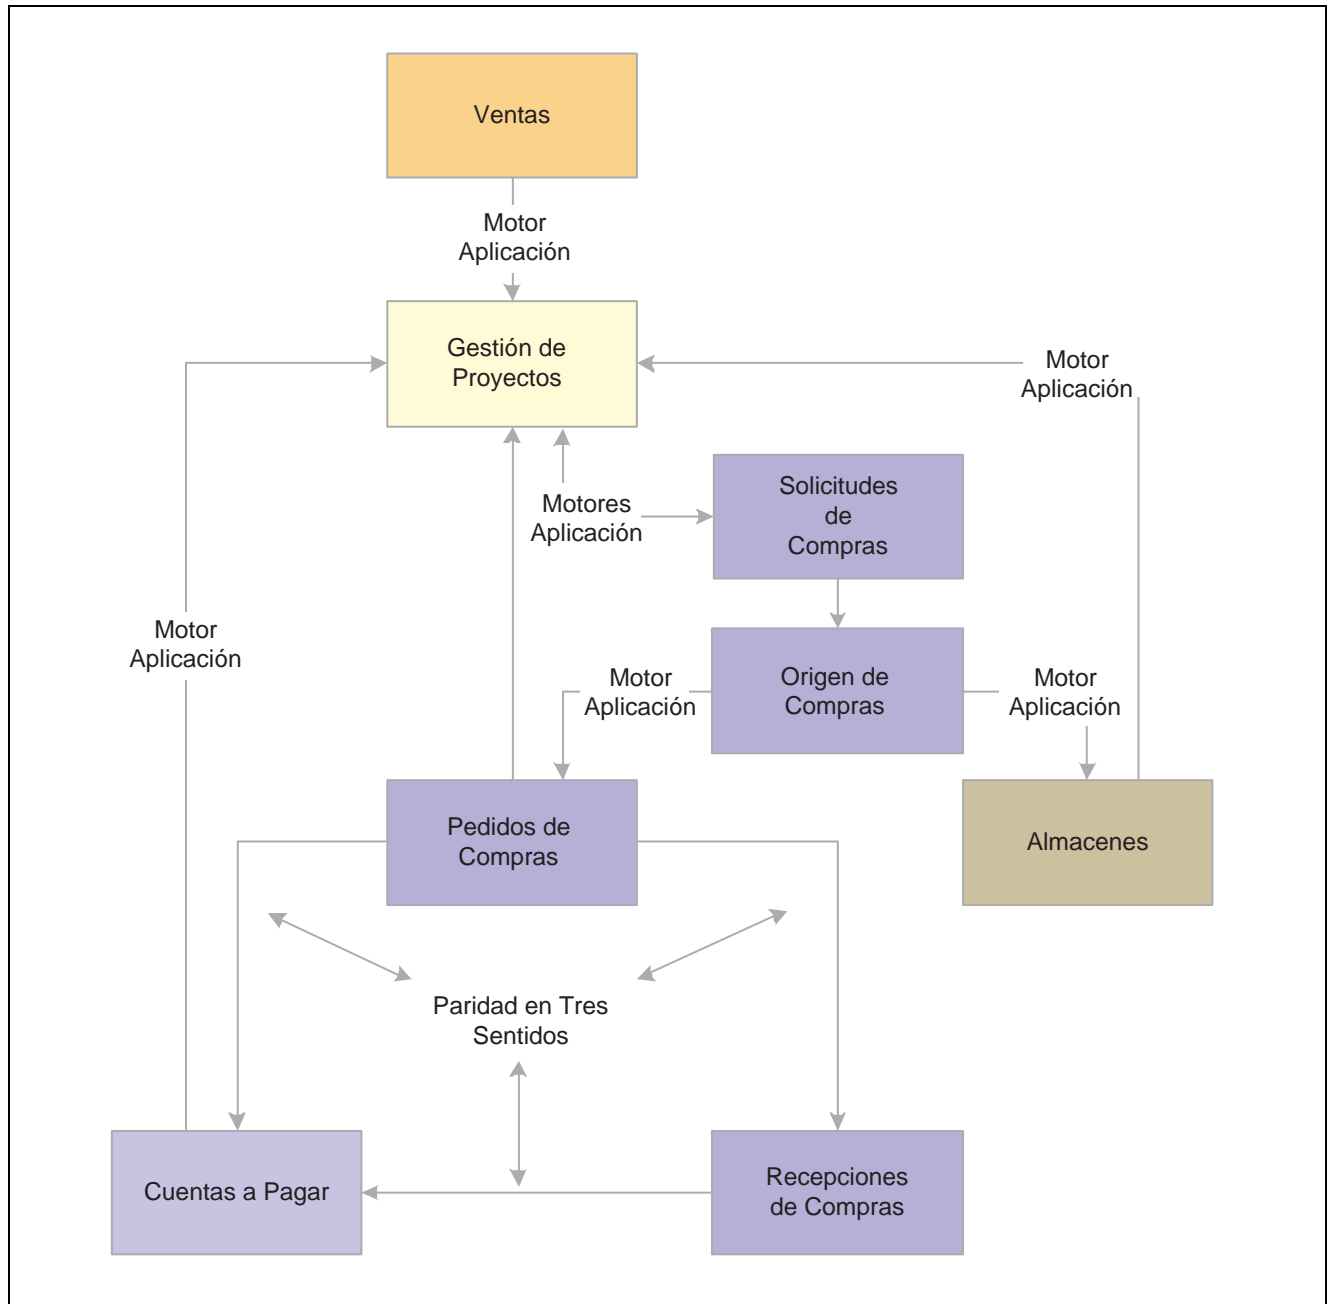 Ventas
Motor
Aplicación
Gestión de
Proyectos
Motor
Aplicación
Motores
Aplicación
Solicitudes
de
Compras
Motor
Aplicación
Motor
Aplicación
Origen de
Compras
Motor
Aplicación
Pedidos de
Compras
Almacenes
Paridad en Tres
Sentidos
Cuentas a Pagar
Recepciones
de Compras